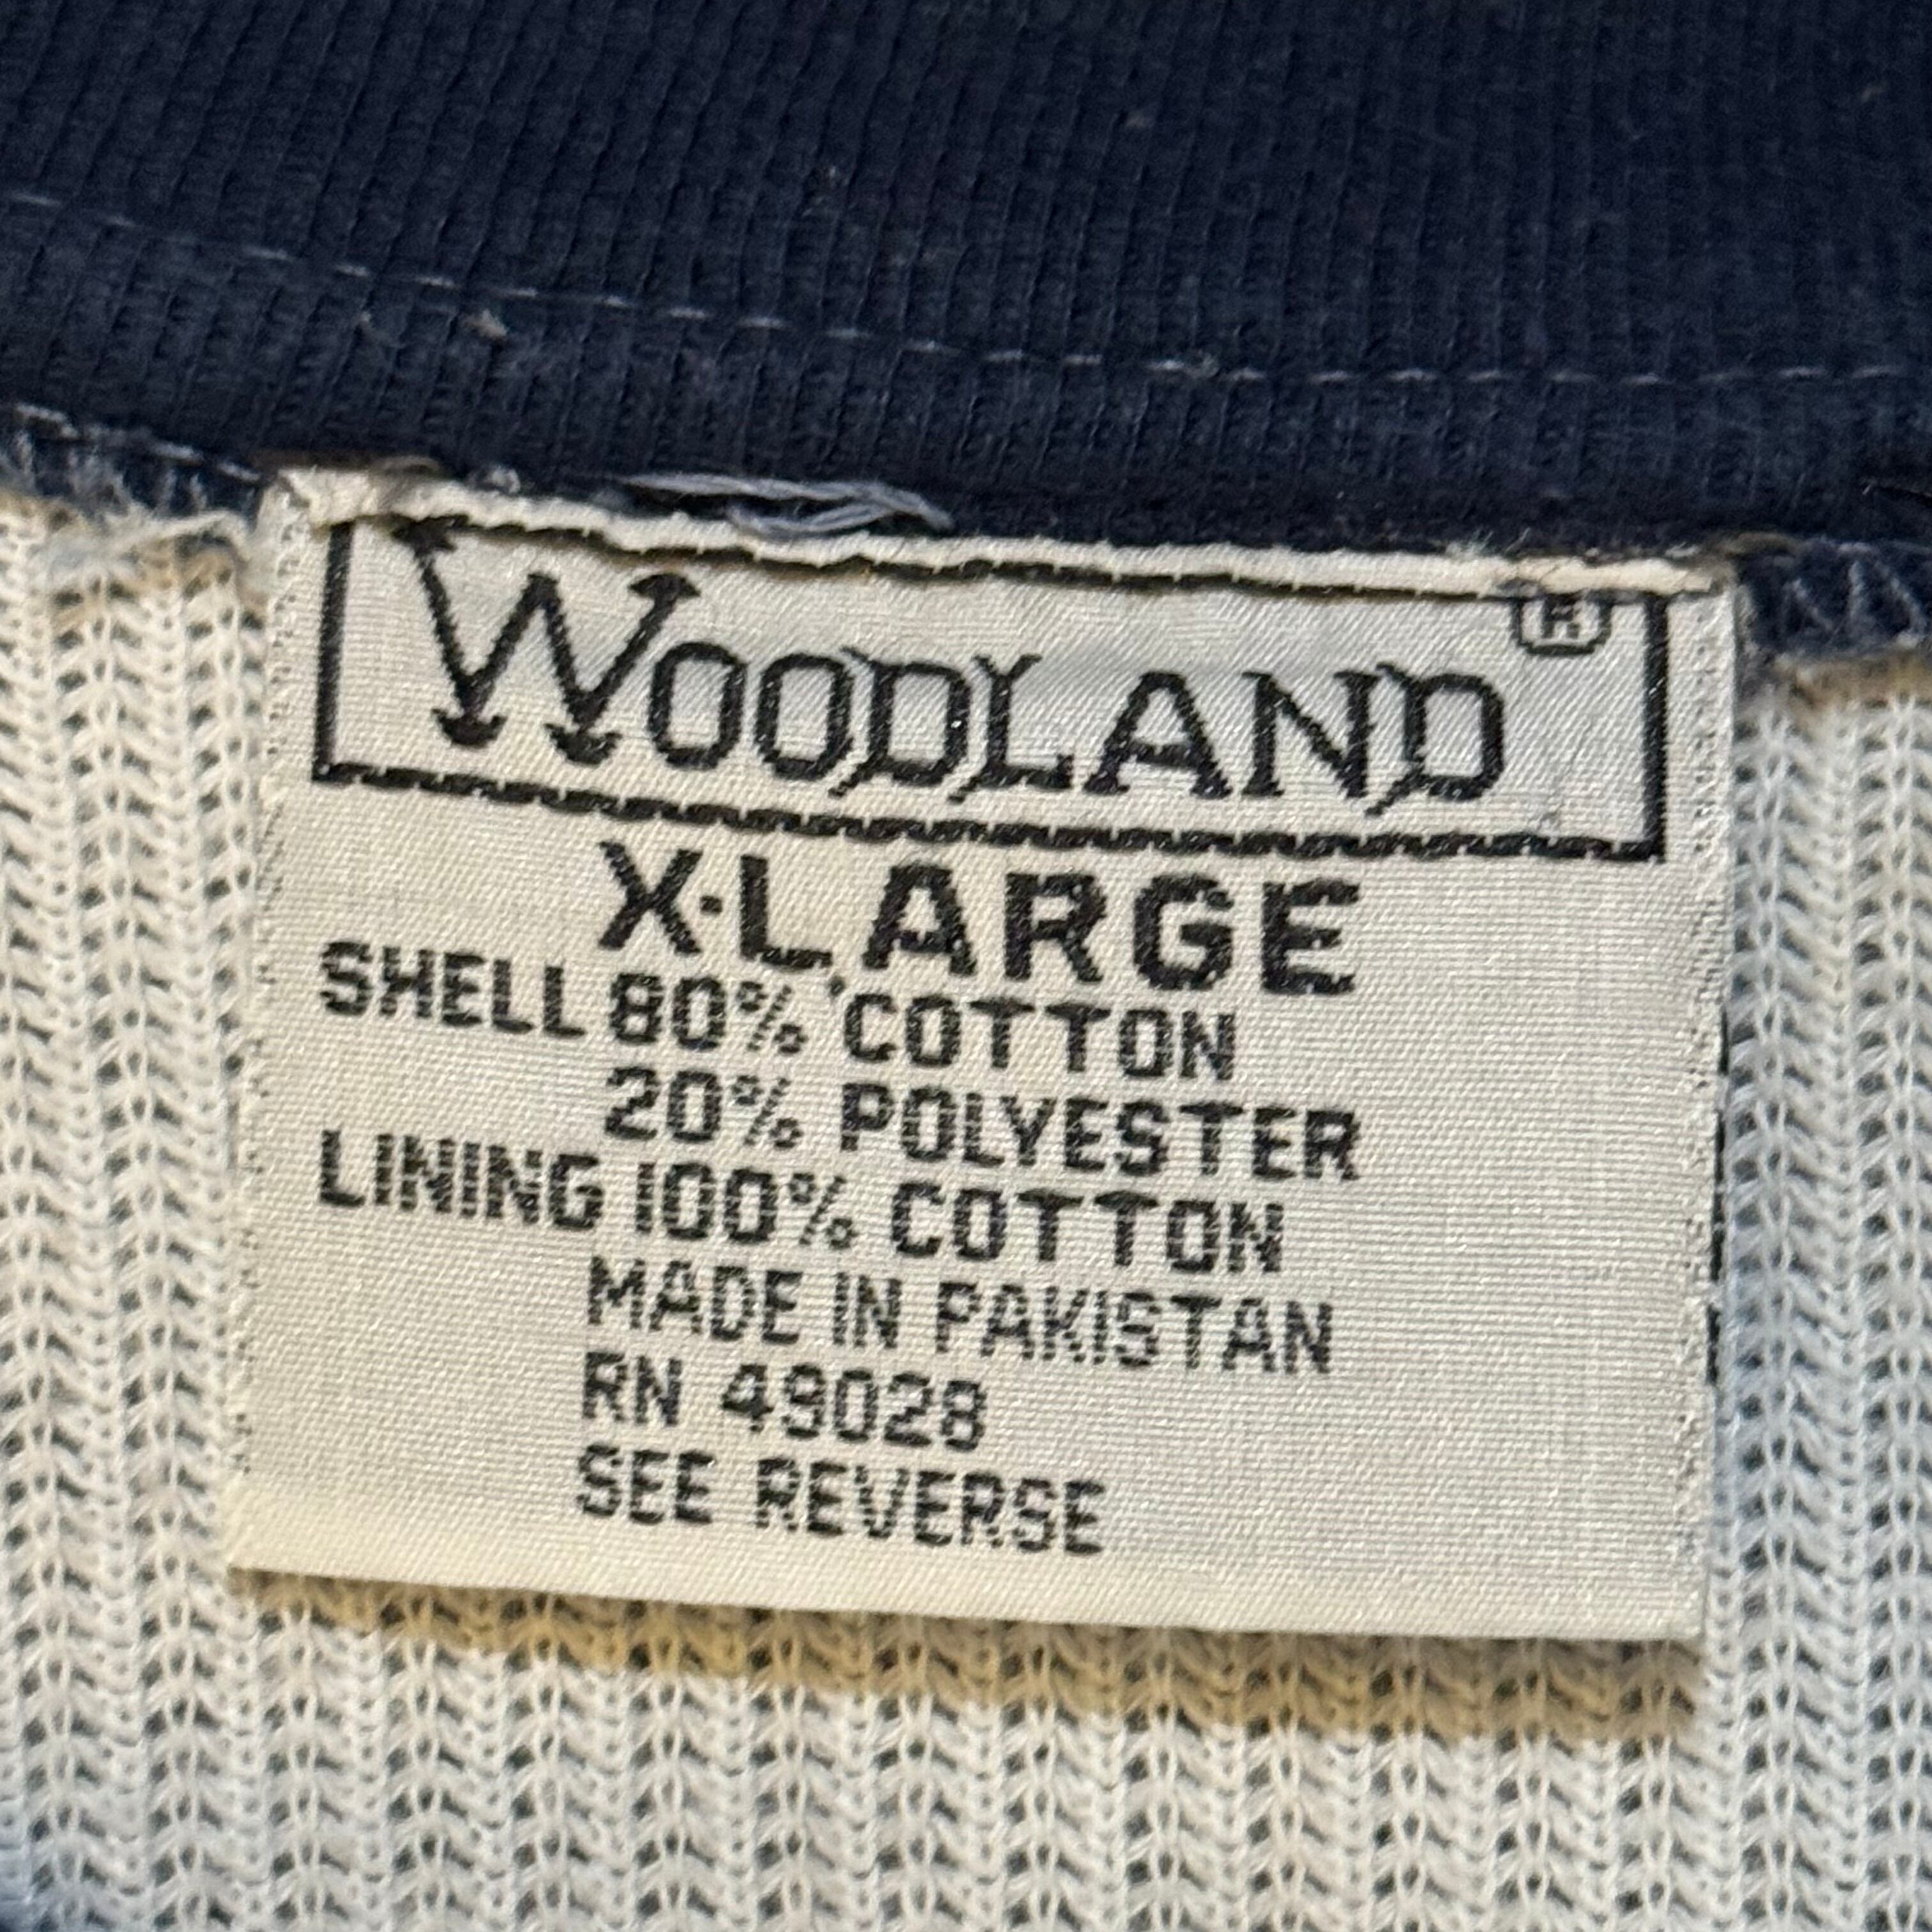 WOODLAND ®
X-LARGE
SHELL 80% COTTON
20% POLYESTER
LINING 100% COTTON
MADE IN PAKISTAN
RN 49028
SEE REVERSE